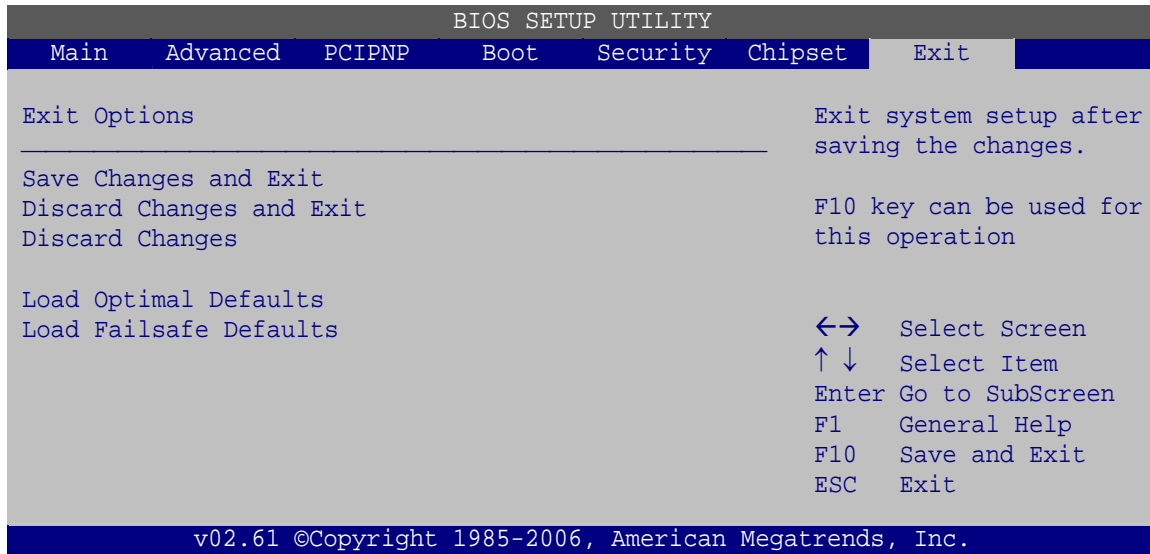 BIOS SETUP UTILITY
Main Advanced PCIPNP Boot Security Chipset Exit
Exit Options
Save Changes and Exit
Discard Changes and Exit
Discard Changes
Load Optimal Defaults
Load Failsafe Defaults
Exit system setup after
saving the changes.
F10 key can be used for
this operation
←→ Select Screen
↑ ↓ Select Item
Enter Go to SubScreen
F1 General Help
F10 Save and Exit
ESC Exit
v02.61 ©Copyright 1985-2006, American Megatrends, Inc.